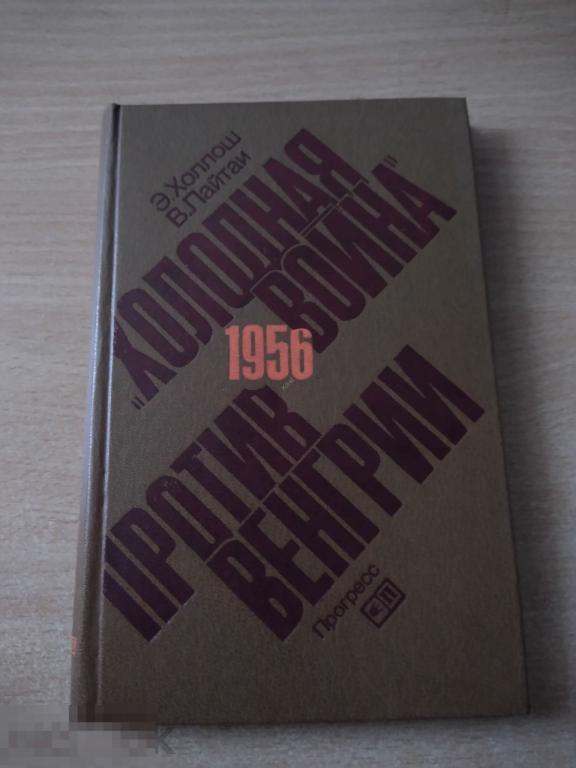 Э.Холлош
В.Лайтаи
"ХОЛОДНАЯ
ВОЙНА"
1956
ПРОТИВ
ВЕНГРИИ
Прогресс